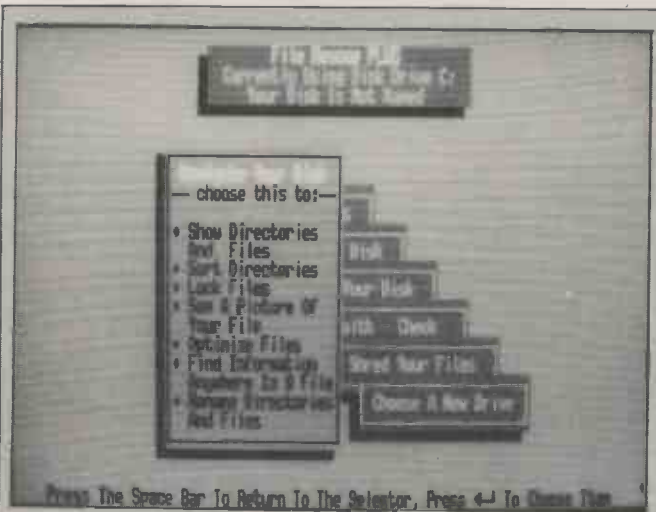 Currently Using Disk Drive C:
Your Disk Is Not Named
— choose this to:—
♦ Show Directories
And Files
♦ Sort Directories
♦ Lock Files
♦ See A Picture Of
Your File
♦ Optimize Files
♦ Find Information
Anywhere In A File
♦ Rename Directories
And Files
Disk
Your Disk
with Check
Shred Your Files
Choose A New Drive
Press The Space Bar To Return To The Selector, Press ↵ To Choose Them